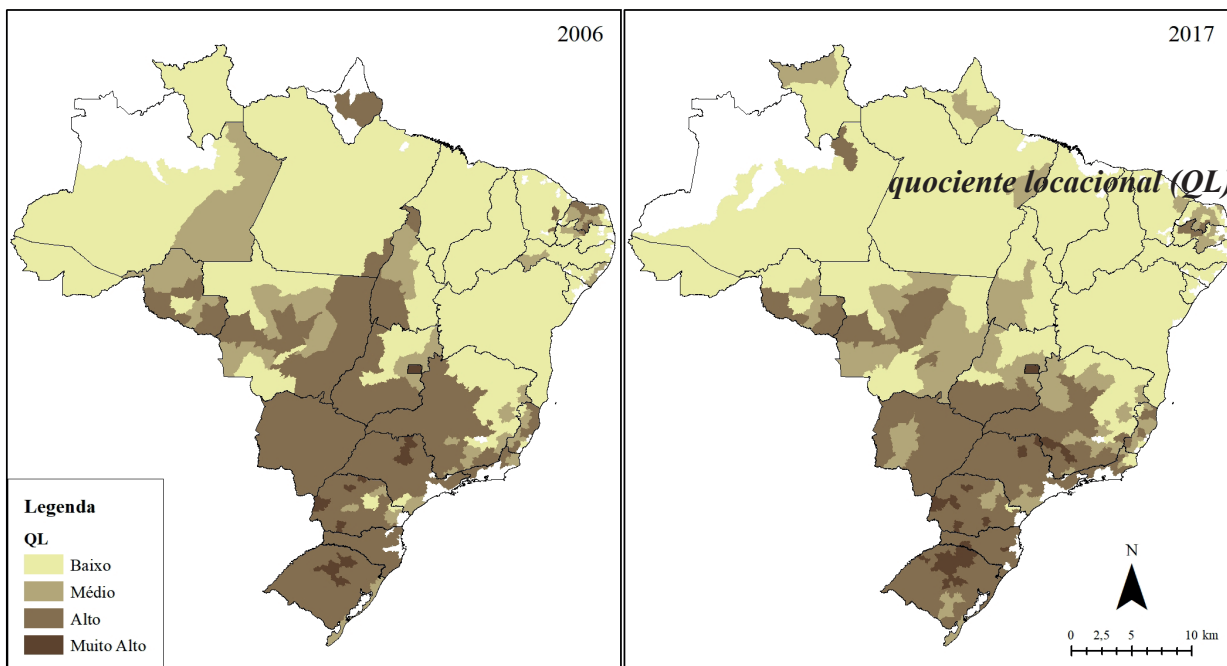 2006
2017
quociente locacional (QL)
Legenda
QL
Baixo
Médio
Alto
Muito Alto
N
0 2,5 5 10 km